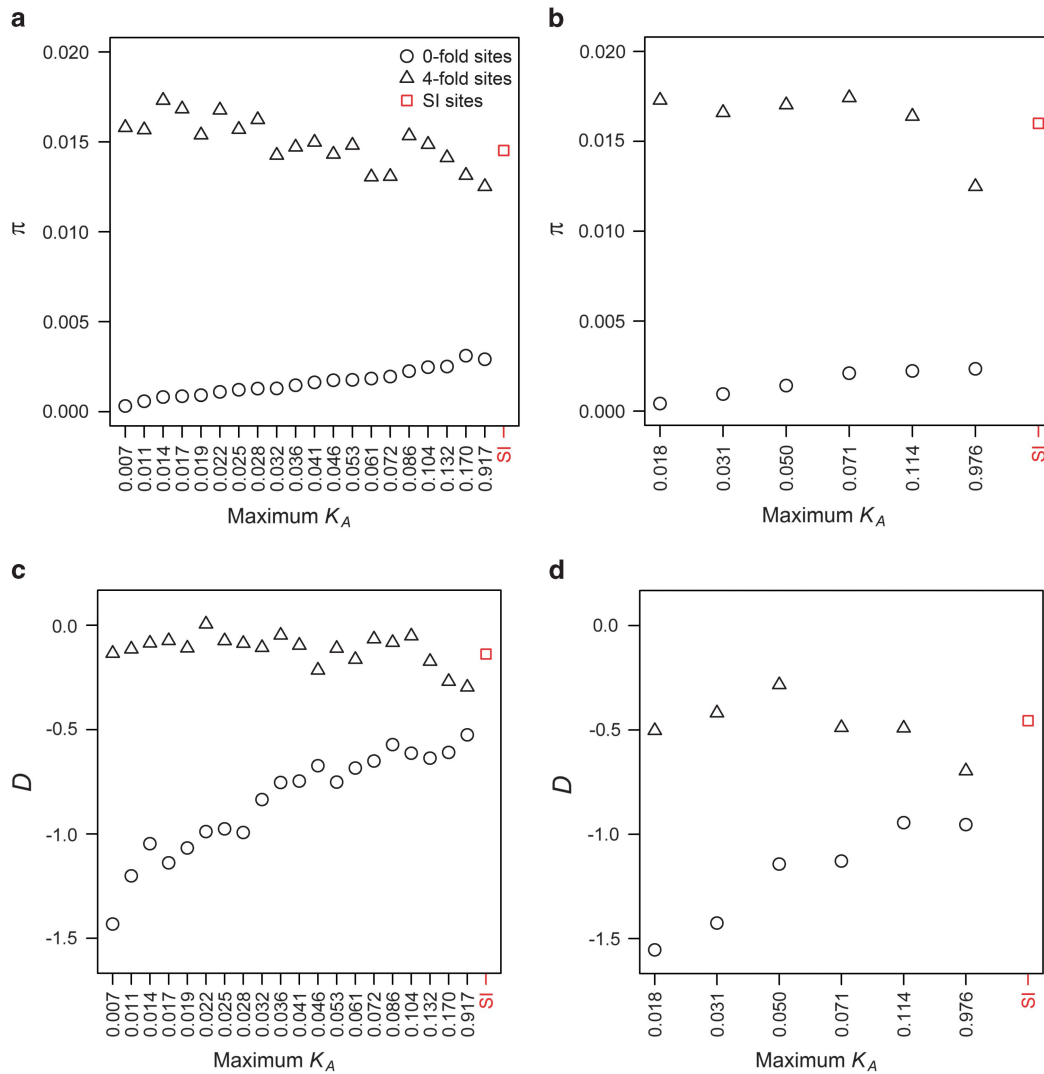 a
0.020
0.015
0.010
0.005
0.000
π
0-fold sites
4-fold sites
SI sites
0.007 0.011 0.014 0.017 0.019 0.022 0.025 0.028 0.032 0.036 0.041 0.046 0.053 0.061 0.072 0.086 0.104 0.132 0.170 0.917 SI
Maximum K_A
b
0.020
0.015
0.010
0.005
0.000
π
0.018 0.031 0.050 0.071 0.114 0.976 SI
Maximum K_A
c
0.0
-0.5
-1.0
-1.5
D
0.007 0.011 0.014 0.017 0.019 0.022 0.025 0.028 0.032 0.036 0.041 0.046 0.053 0.061 0.072 0.086 0.104 0.132 0.170 0.917 SI
Maximum K_A
d
0.0
-0.5
-1.0
-1.5
D
0.018 0.031 0.050 0.071 0.114 0.976 SI
Maximum K_A